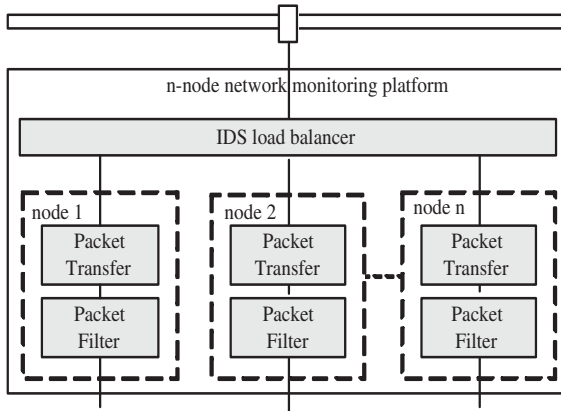 n-node network monitoring platform
IDS load balancer
node 1
Packet
Transfer
Packet
Filter
node 2
Packet
Transfer
Packet
Filter
node n
Packet
Transfer
Packet
Filter